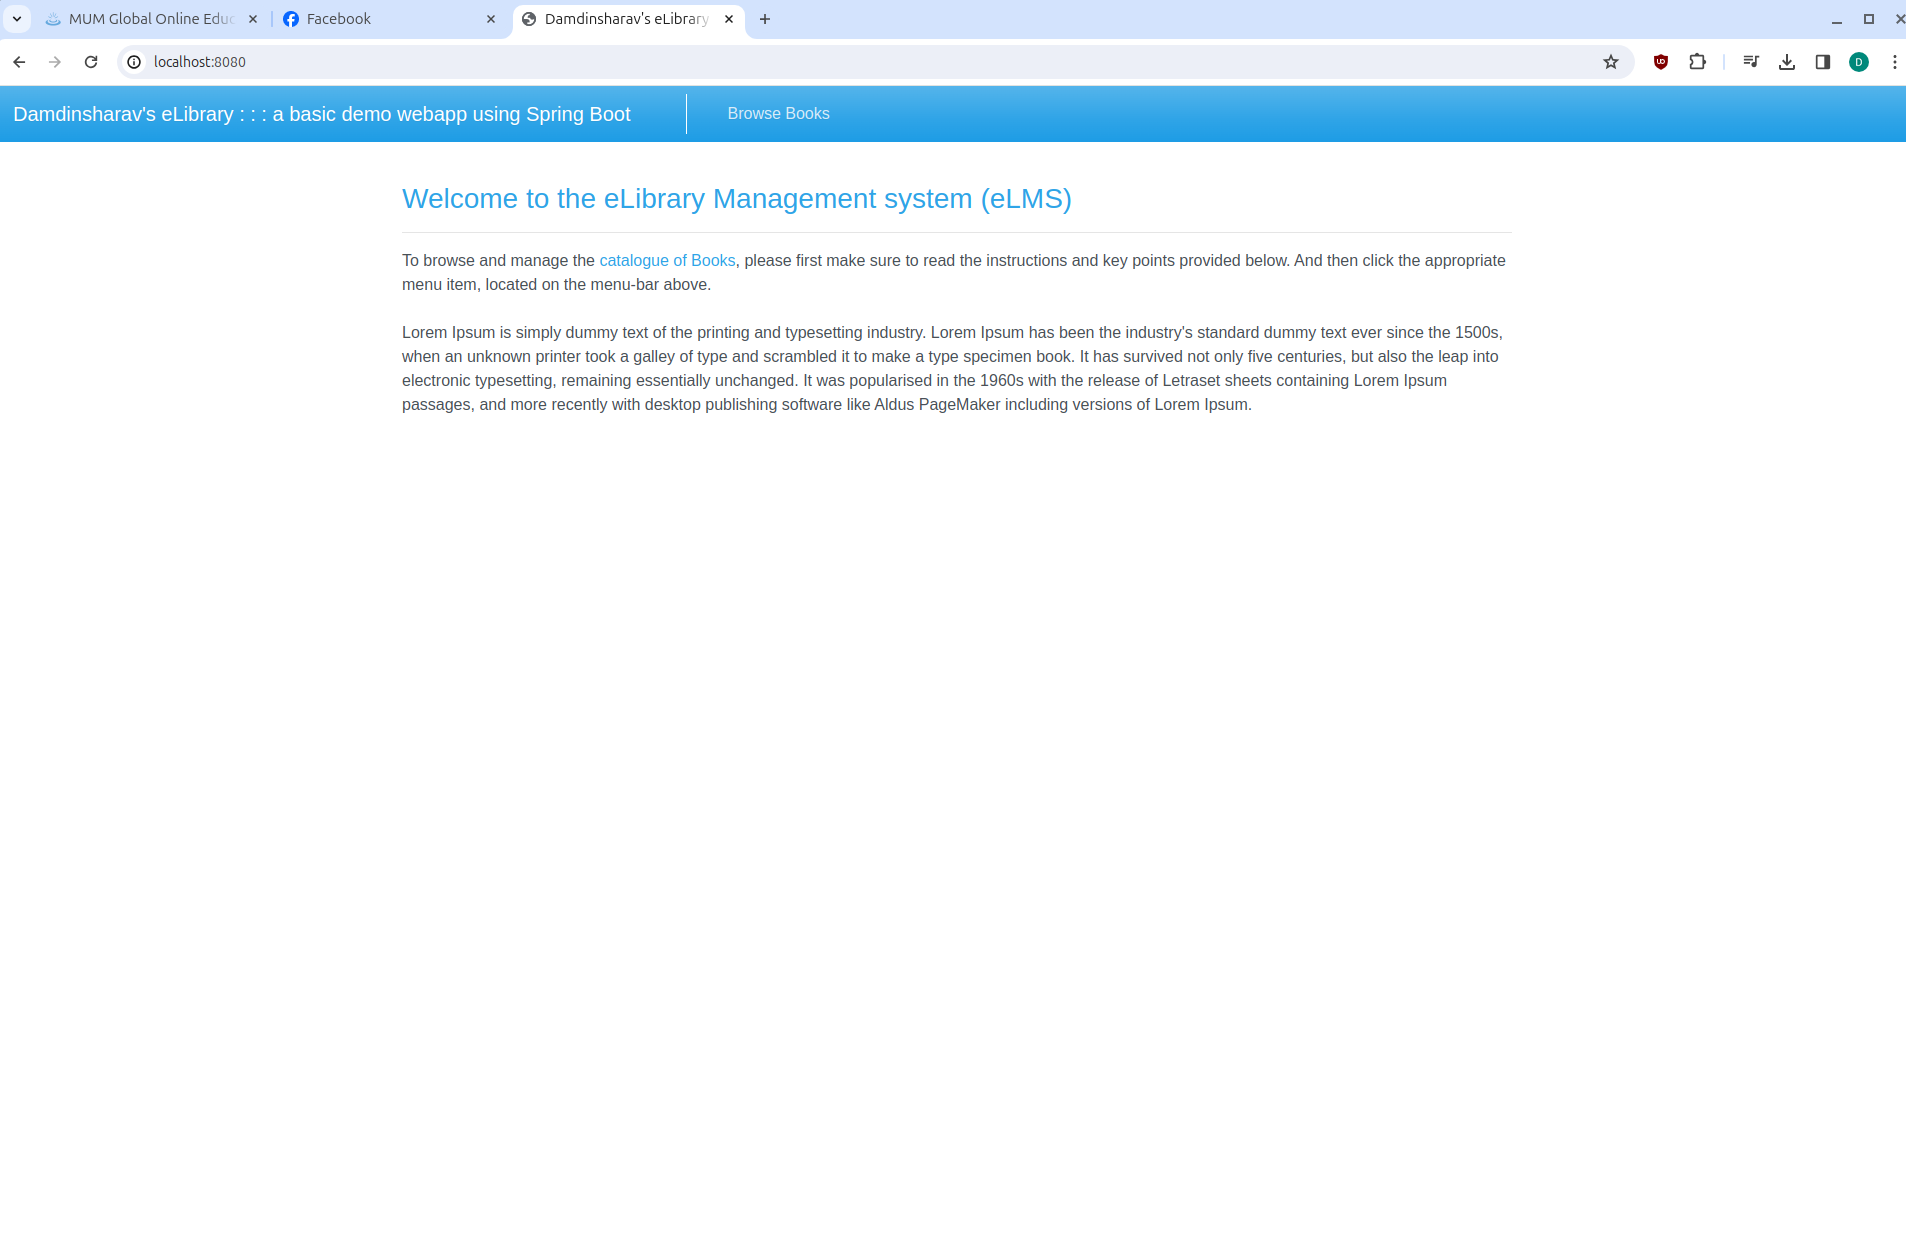 MUM Global Online Educ
Facebook
Damdinsharav's eLibrary
localhost:8080
D
Damdinsharav's eLibrary : : : a basic demo webapp using Spring Boot
Browse Books
Welcome to the eLibrary Management system (eLMS)
To browse and manage the catalogue of Books, please first make sure to read the instructions and key points provided below. And then click the appropriate
menu item, located on the menu-bar above.
Lorem Ipsum is simply dummy text of the printing and typesetting industry. Lorem Ipsum has been the industry's standard dummy text ever since the 1500s,
when an unknown printer took a galley of type and scrambled it to make a type specimen book. It has survived not only five centuries, but also the leap into
electronic typesetting, remaining essentially unchanged. It was popularised in the 1960s with the release of Letraset sheets containing Lorem Ipsum
passages, and more recently with desktop publishing software like Aldus PageMaker including versions of Lorem Ipsum.